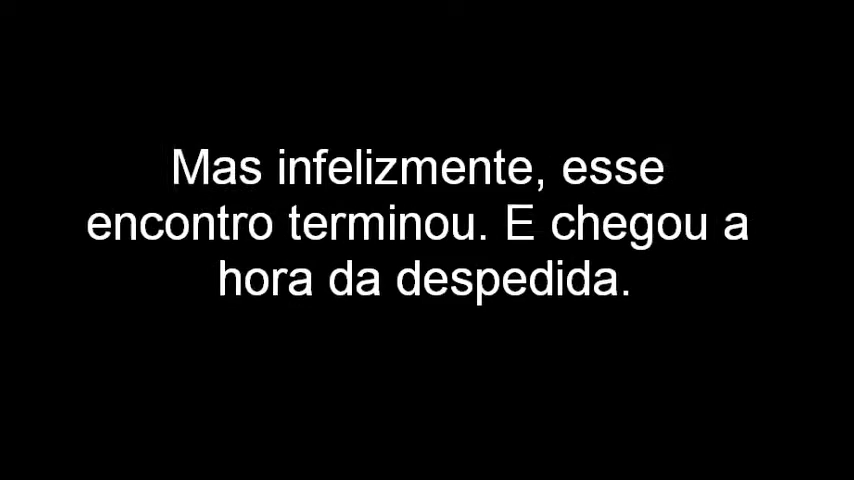 Mas infelizmente, esse
encontro terminou. E chegou a
hora da despedida.